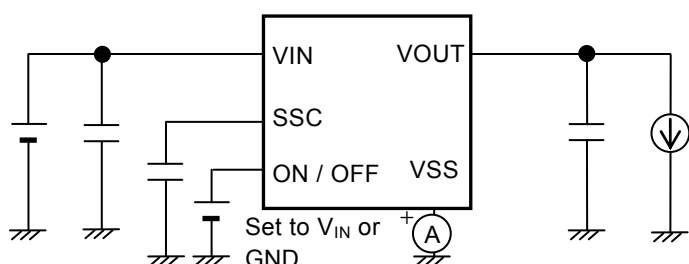 VIN VOUT
SSC
ON / OFF VSS
Set to VIN or
GND
+
A